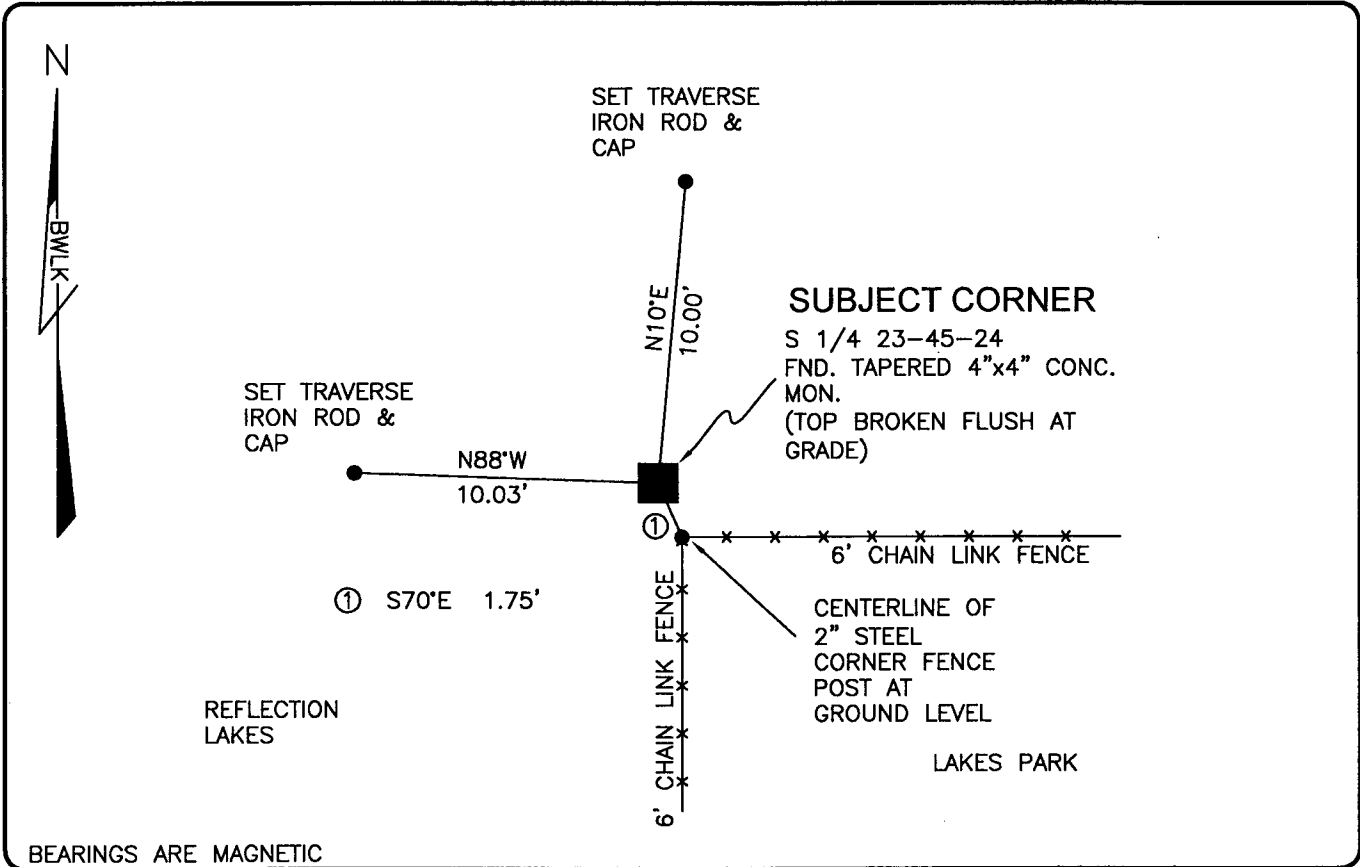 N
BWLK
SET TRAVERSE
IRON ROD &
CAP
N10°E
10.00'
SUBJECT CORNER
S 1/4 23-45-24
FND. TAPERED 4"x4" CONC.
MON.
(TOP BROKEN FLUSH AT
GRADE)
SET TRAVERSE
IRON ROD &
CAP
N88°W
10.03'
①
6' CHAIN LINK FENCE
① S70°E 1.75'
6' CHAIN LINK FENCE
CENTERLINE OF
2" STEEL
CORNER FENCE
POST AT
GROUND LEVEL
REFLECTION
LAKES
LAKES PARK
BEARINGS ARE MAGNETIC